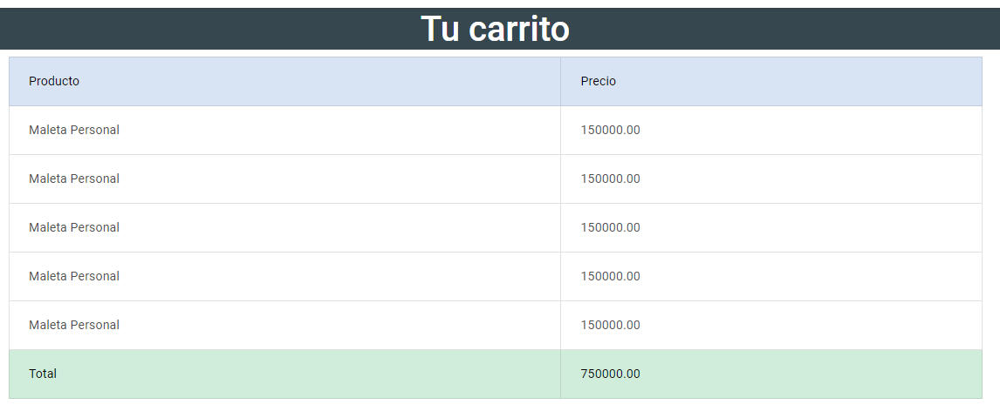 Tu carrito
Producto Precio
Maleta Personal 150000.00
Maleta Personal 150000.00
Maleta Personal 150000.00
Maleta Personal 150000.00
Maleta Personal 150000.00
Total 750000.00